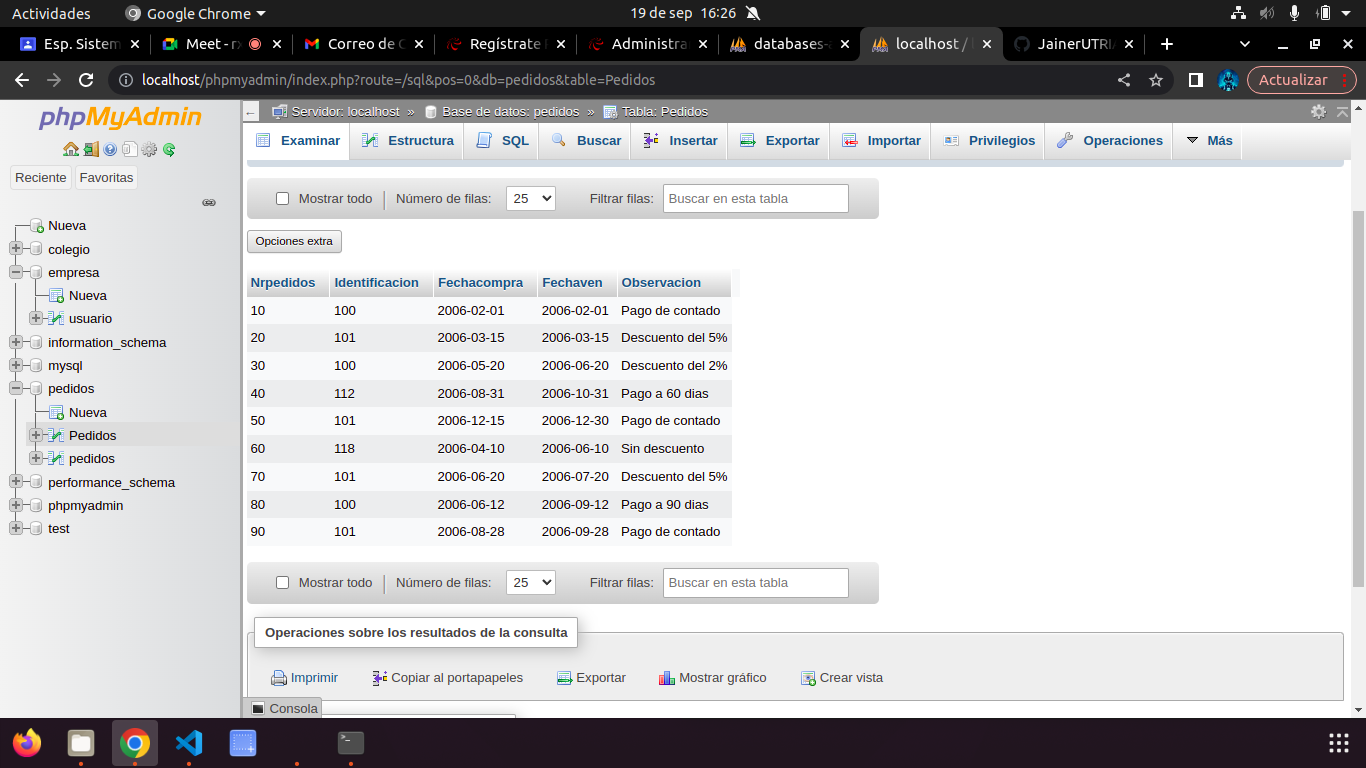 Actividades Google Chrome 19 de sep 16:26
Esp. Sistem Meet - rx Correo de C Regístrate Administra databases- localhost / JainerUTRI
localhost/phpmyadmin/index.php?route=/sql&pos=0&db=pedidos&table=Pedidos Actualizar
phpMyAdmin
Reciente Favoritas
Nueva
colegio
empresa
Nueva
usuario
information_schema
mysql
pedidos
Nueva
Pedidos
pedidos
performance_schema
phpmyadmin
test
Servidor: localhost » Base de datos: pedidos » Tabla: Pedidos
Examinar Estructura SQL Buscar Insertar Exportar Importar Privilegios Operaciones Más
Mostrar todo Número de filas: 25 Filtrar filas: Buscar en esta tabla
Opciones extra
Nrpedidos Identificacion Fechacompra Fechaven Observacion
10 100 2006-02-01 2006-02-01 Pago de contado
20 101 2006-03-15 2006-03-15 Descuento del 5%
30 100 2006-05-20 2006-06-20 Descuento del 2%
40 112 2006-08-31 2006-10-31 Pago a 60 dias
50 101 2006-12-15 2006-12-30 Pago de contado
60 118 2006-04-10 2006-06-10 Sin descuento
70 101 2006-06-20 2006-07-20 Descuento del 5%
80 100 2006-06-12 2006-09-12 Pago a 90 dias
90 101 2006-08-28 2006-09-28 Pago de contado
Mostrar todo Número de filas: 25 Filtrar filas: Buscar en esta tabla
Operaciones sobre los resultados de la consulta
Imprimir Copiar al portapapeles Exportar Mostrar gráfico Crear vista
Consola